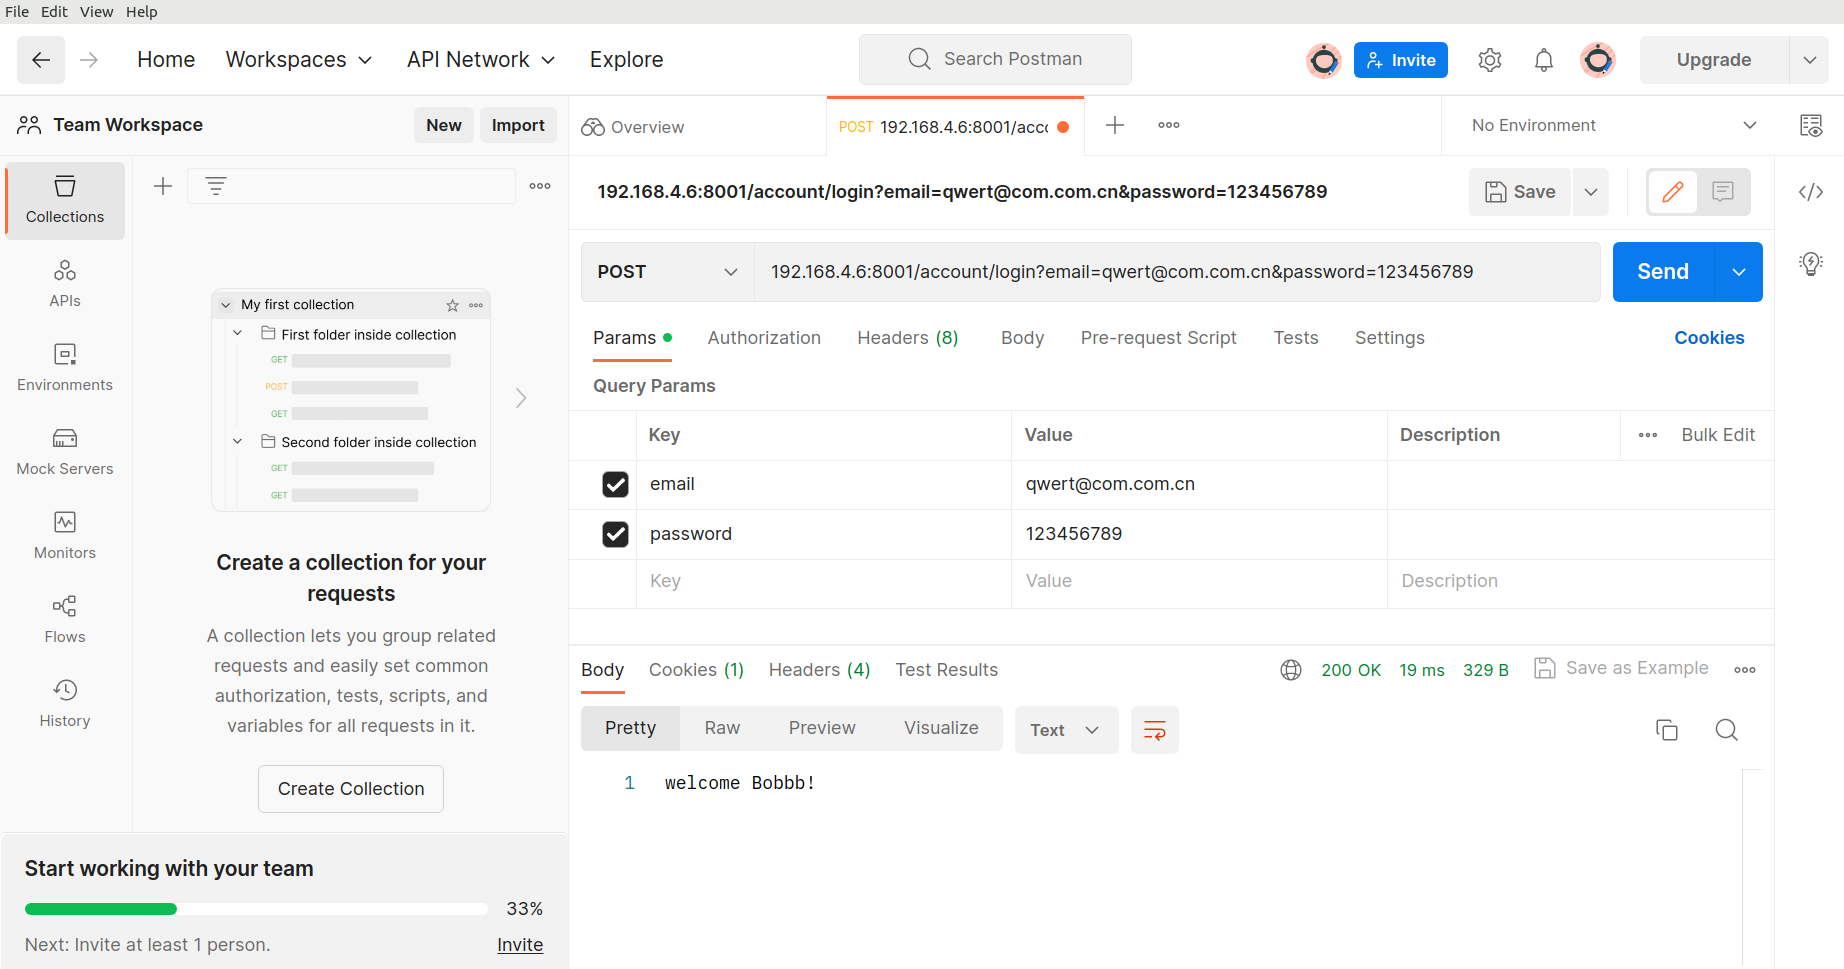 File Edit View Help
Home Workspaces API Network Explore Search Postman Invite Upgrade
Team Workspace New Import
Overview POST 192.168.4.6:8001/acc No Environment
Collections
APIs
Environments
Mock Servers
Monitors
Flows
History
My first collection
First folder inside collection
GET
POST
GET
Second folder inside collection
GET
GET
Create a collection for your
requests
A collection lets you group related
requests and easily set common
authorization, tests, scripts, and
variables for all requests in it.
Create Collection
Start working with your team
33%
Next: Invite at least 1 person. Invite
192.168.4.6:8001/account/login?email=qwert@com.com.cn&password=123456789 Save
POST 192.168.4.6:8001/account/login?email=qwert@com.com.cn&password=123456789 Send
Params Authorization Headers (8) Body Pre-request Script Tests Settings Cookies
Query Params
Key Value Description Bulk Edit
email qwert@com.com.cn
password 123456789
Key Value Description
Body Cookies (1) Headers (4) Test Results 200 OK 19 ms 329 B Save as Example
Pretty Raw Preview Visualize Text
1 welcome Bobbb!